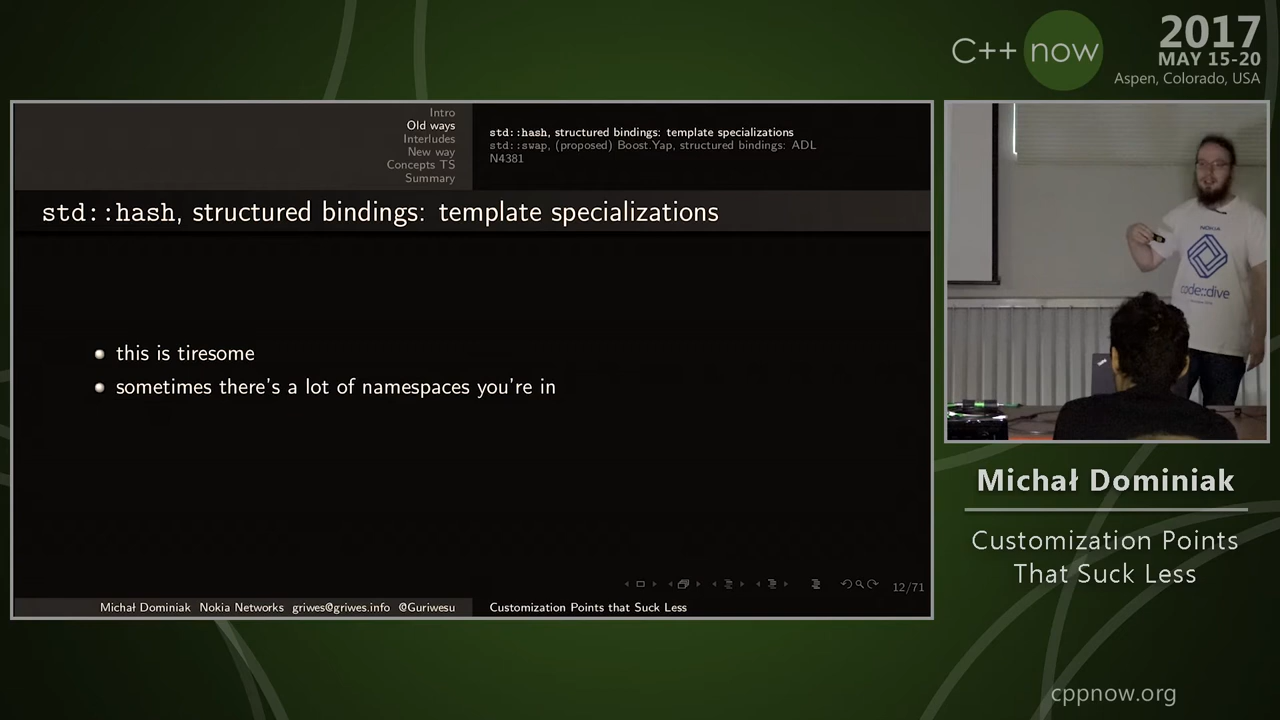 C++ now
2017
MAY 15-20
Aspen, Colorado, USA
Intro
Old ways
Interludes
New way
Concepts TS
Summary
std::hash, structured bindings: template specializations
std::swap, (proposed) Boost.Yap, structured bindings: ADL
N4381
std::hash, structured bindings: template specializations
this is tiresome
sometimes there's a lot of namespaces you're in
12/71
Michał Dominiak Nokia Networks griwes@griwes.info @Guriwesu
Customization Points that Suck Less
NOKIA
code::dive
Michał Dominiak
Customization Points
That Suck Less
cppnow.org